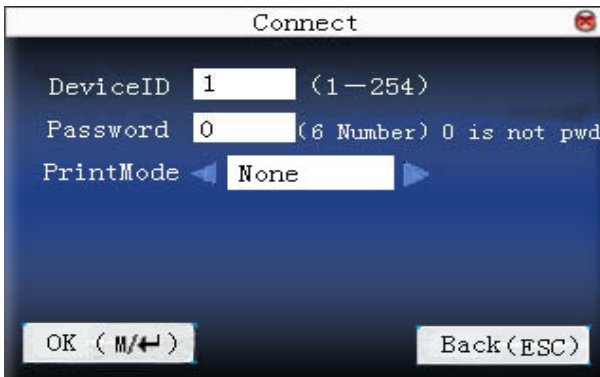 Connect
DeviceID 1 (1—254)
Password 0 (6 Number) 0 is not pwd
PrintMode None
OK (M/↵) Back(ESC)